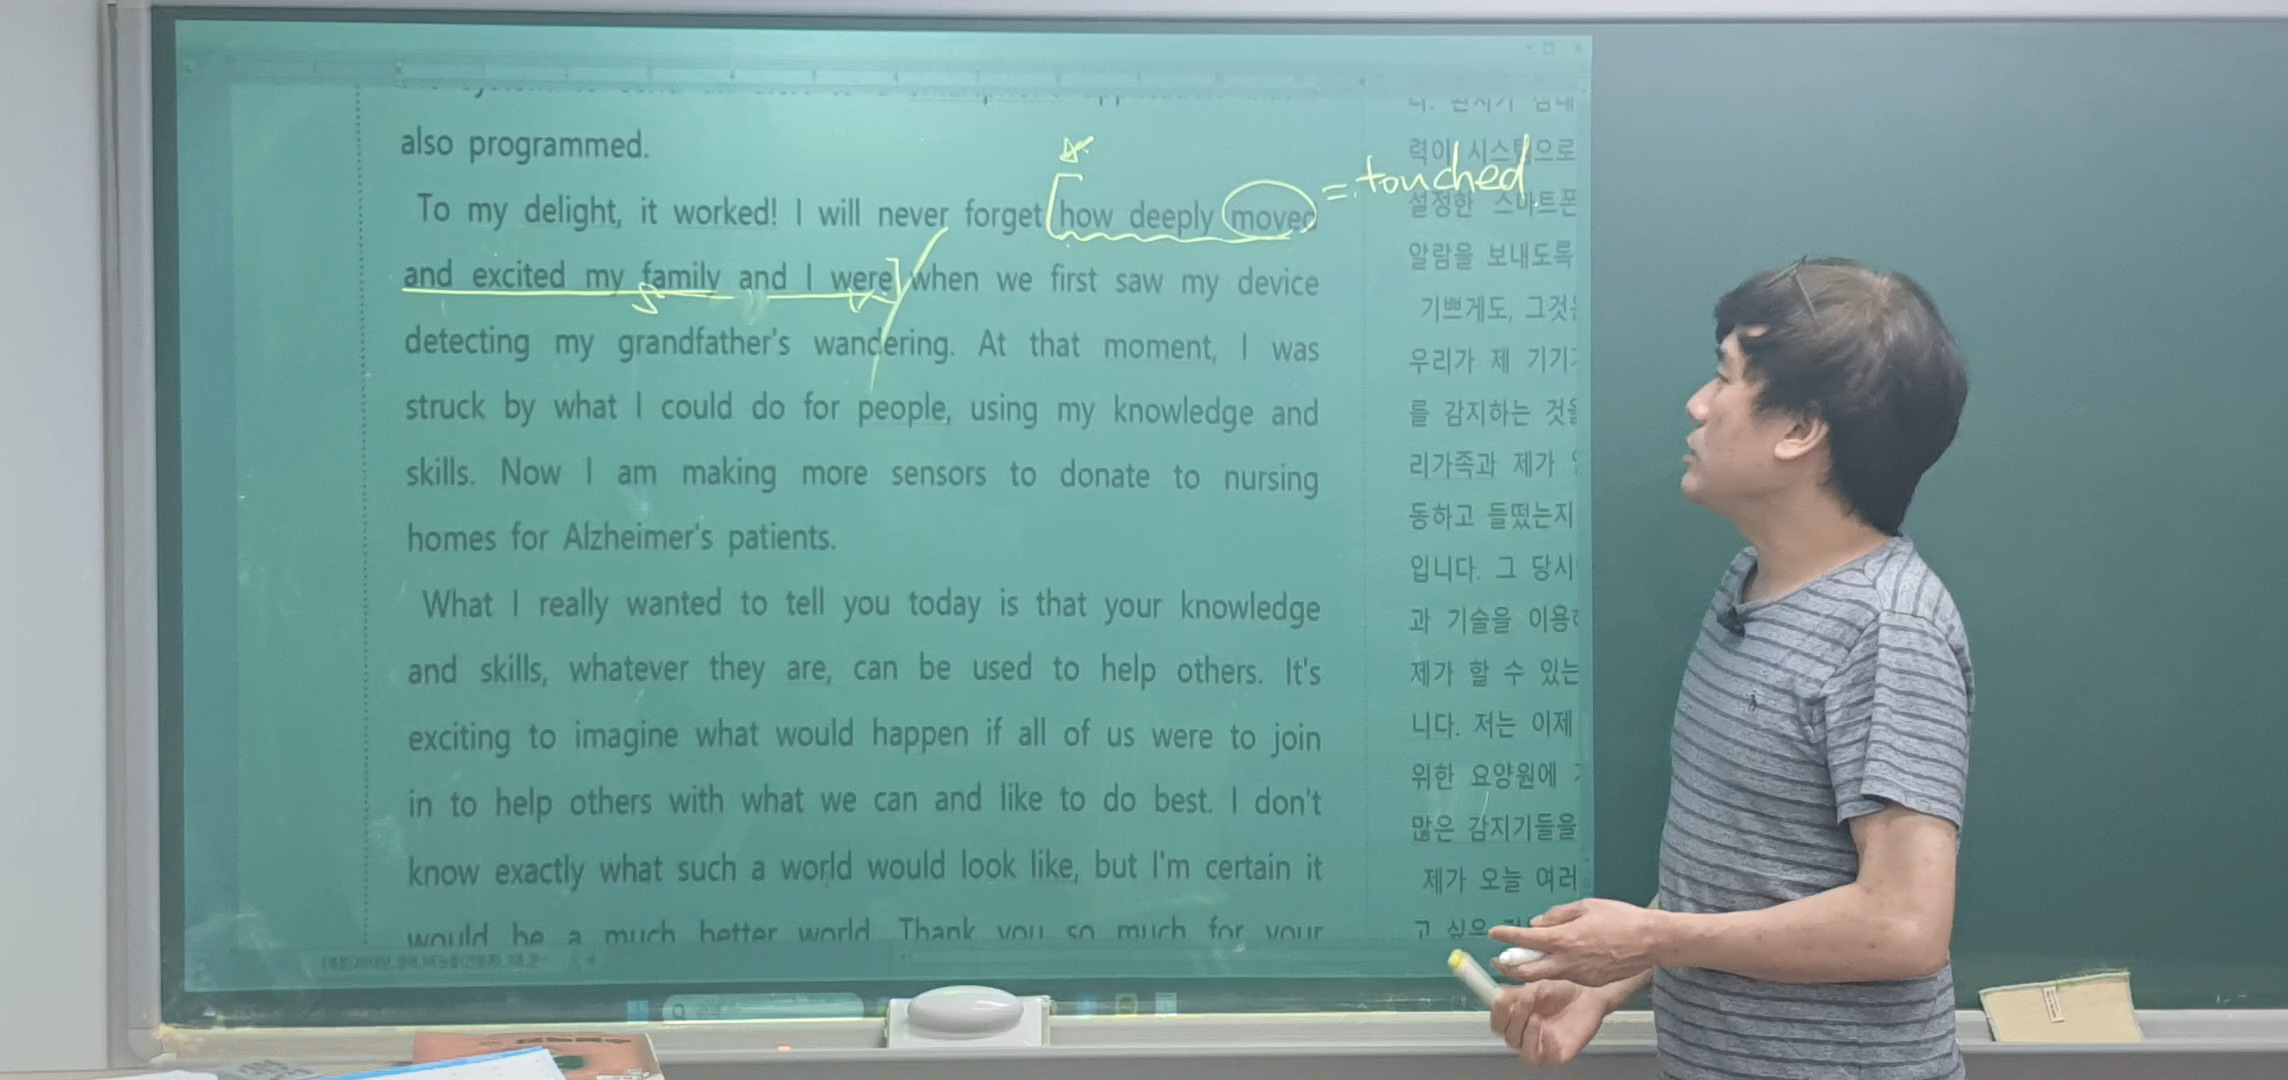 also programmed.
= touched
To my delight, it worked! I will never forget how deeply moved
and excited my family and I were when we first saw my device
S V
detecting my grandfather's wandering. At that moment, I was
struck by what I could do for people, using my knowledge and
skills. Now I am making more sensors to donate to nursing
homes for Alzheimer's patients.
What I really wanted to tell you today is that your knowledge
and skills, whatever they are, can be used to help others. It's
exciting to imagine what would happen if all of us were to join
in to help others with what we can and like to do best. I don't
know exactly what such a world would look like, but I'm certain it
would be a much better world. Thank you so much for your
력이 시스템으로
설정한 스마트폰
알람을 보내도록
기쁘게도, 그것은
우리가 제 기기
를 감지하는 것을
리가족과 제가
동하고 들떴는지
입니다. 그 당시
과 기술을 이용
제가 할 수 있는
니다. 저는 이제
위한 요양원에
많은 감지기들을
제가 오늘 여러
고 싶은